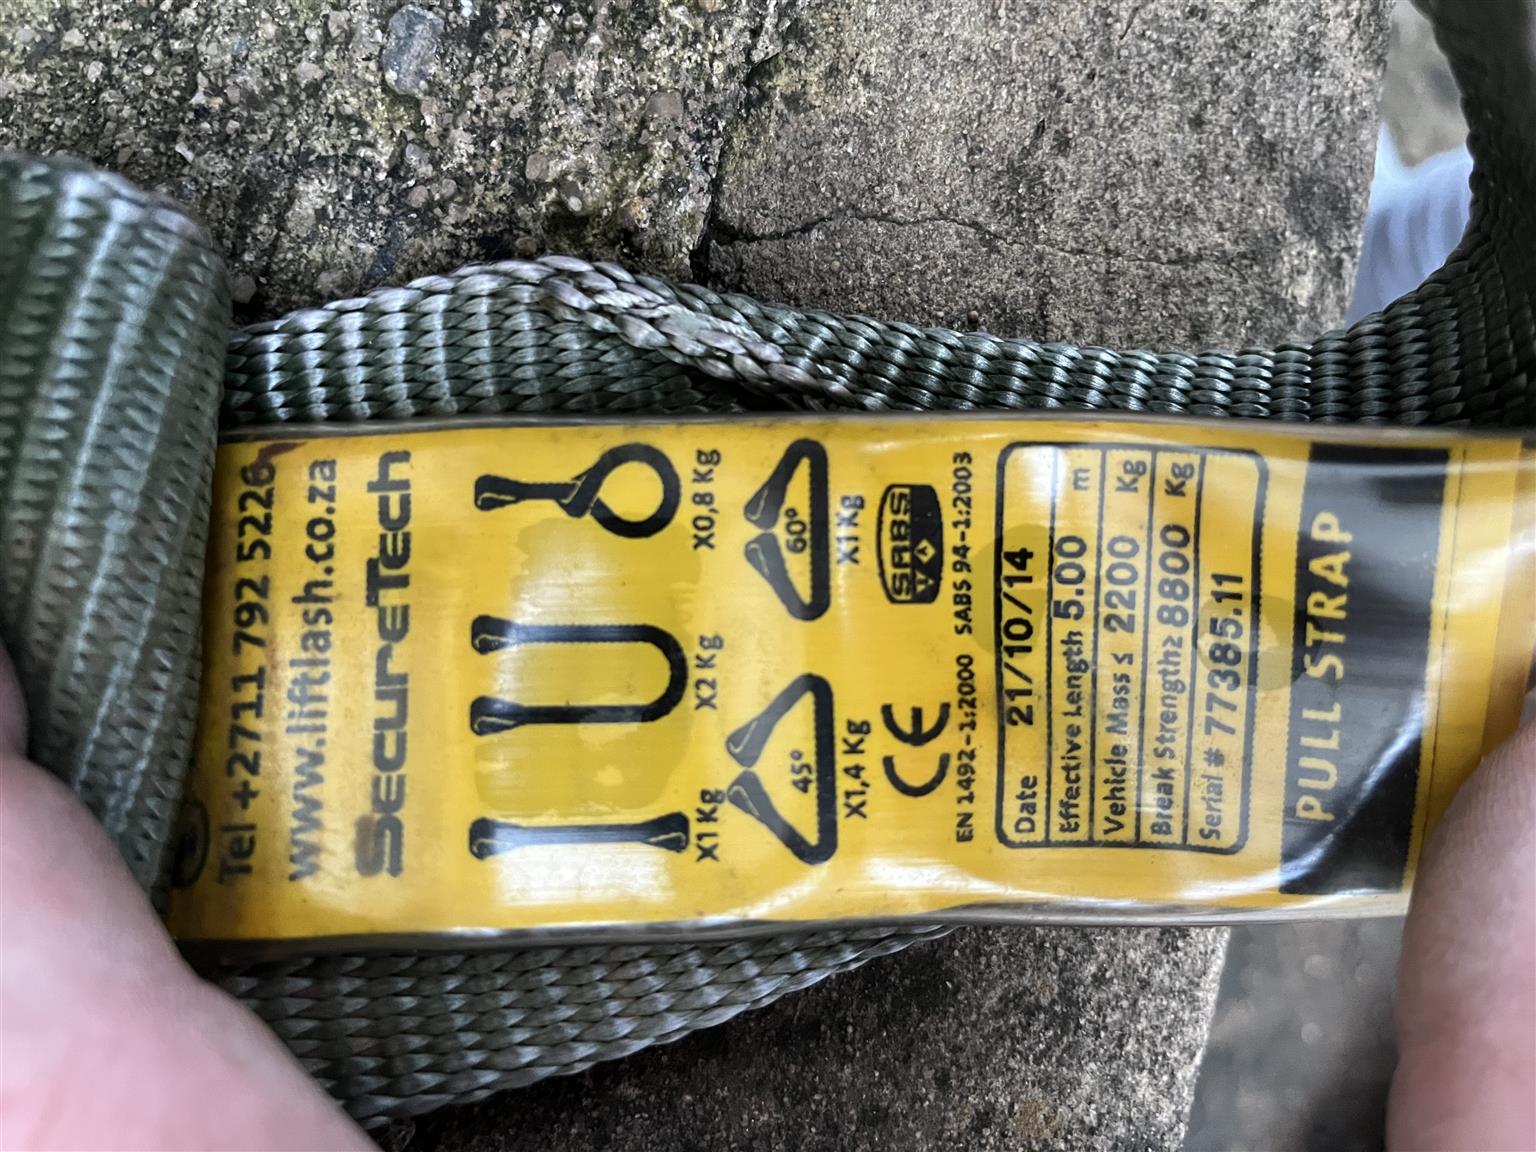 Tel +2711 792 5226
www.liftlash.co.za
SecureTech
X1 Kg
X2 Kg
X0,8 Kg
45°
60°
X1,4 Kg
X1 Kg
CE
SABS
EN 1492-1:2000 SABS 94-1:2003
Date 21/10/14
Effective Length 5.00 m
Vehicle Mass ≤ 2200 Kg
Break Strength≥ 8800 Kg
Serial # 77385.11
PULL STRAP